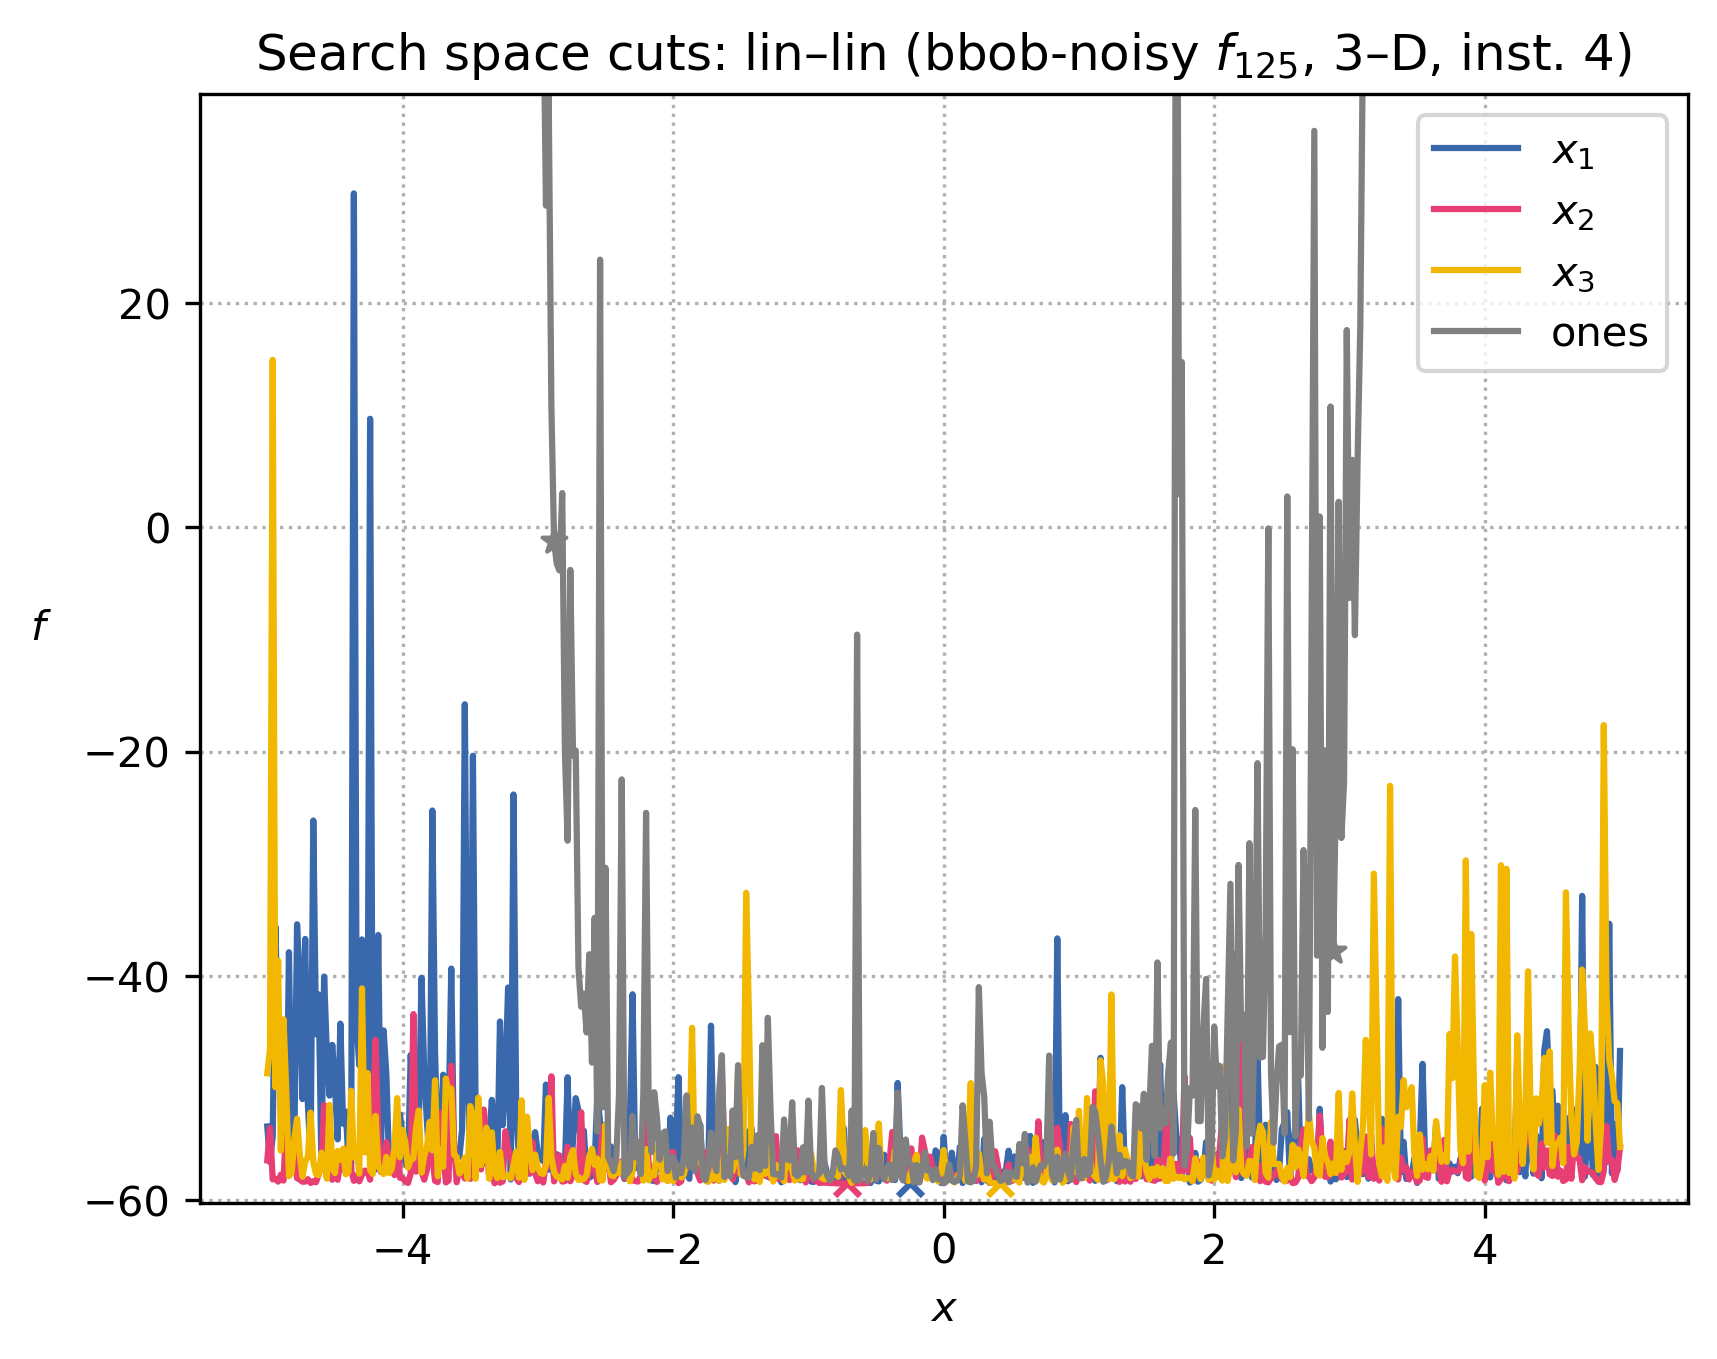 Search space cuts: lin–lin (bbob-noisy f₁₂₅, 3–D, inst. 4)
x₁
x₂
x₃
ones
20
0
−20
−40
−60
f
−4
−2
0
2
4
x